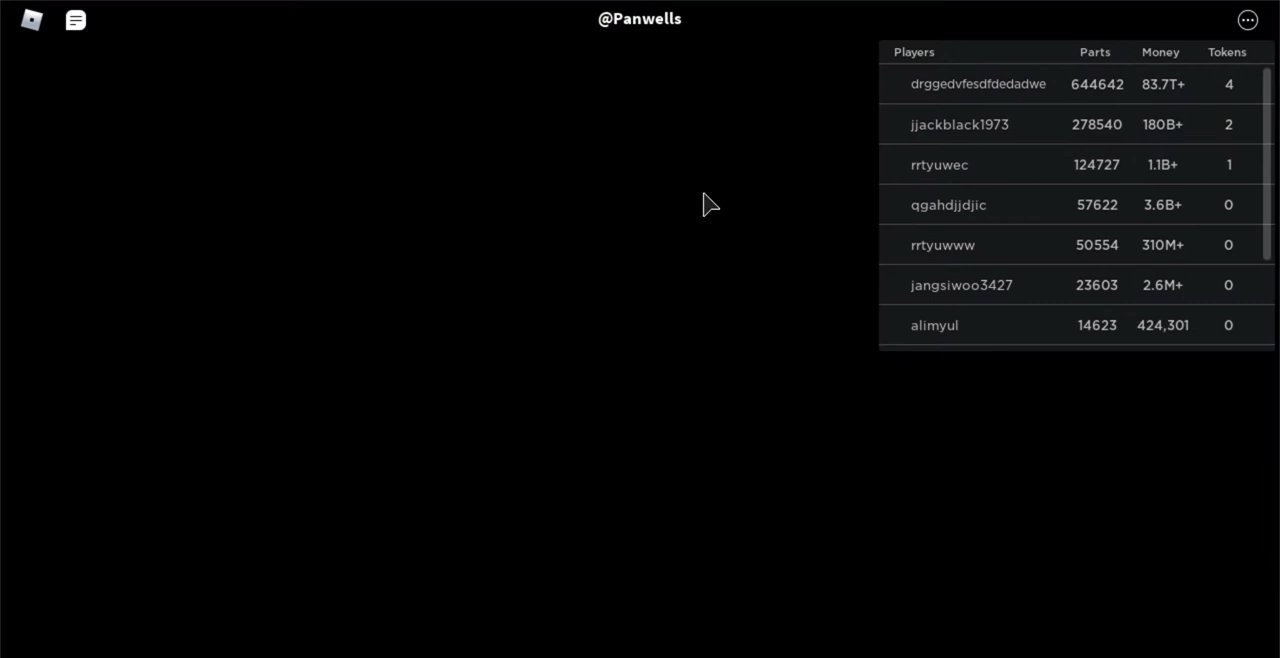 @Panwells
Players Parts Money Tokens
drggedvfesdfdedadwe 644642 83.7T+ 4
jjackblack1973 278540 180B+ 2
rrtyuwec 124727 1.1B+ 1
qgahdjjdjic 57622 3.6B+ 0
rrtyuwww 50554 310M+ 0
jangsiwoo3427 23603 2.6M+ 0
alimyul 14623 424,301 0